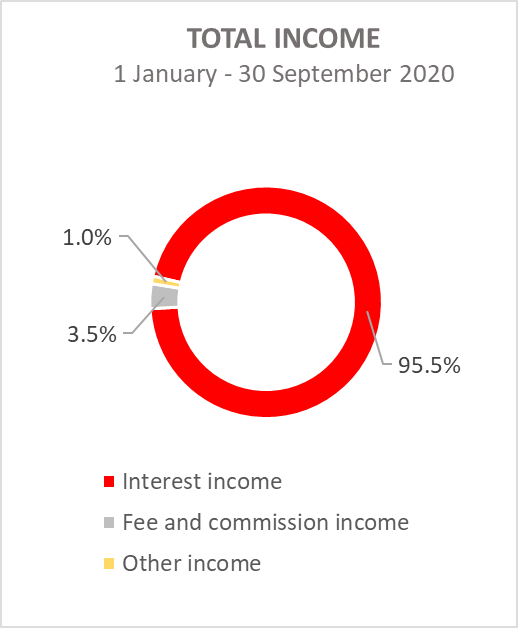 TOTAL INCOME
1 January - 30 September 2020
1.0%
3.5%
95.5%
Interest income
Fee and commission income
Other income